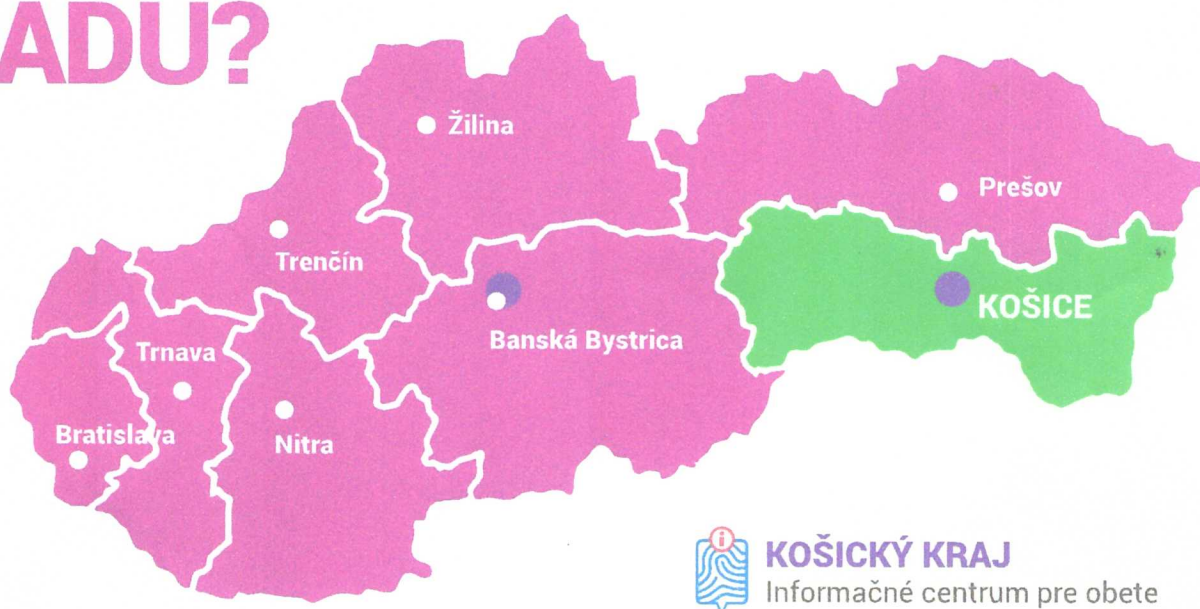 ADU?
Žilina
Prešov
Trenčín
KOŠICE
Banská Bystrica
Trnava
Bratislava
Nitra
i
KOŠICKÝ KRAJ
Informačné centrum pre obete